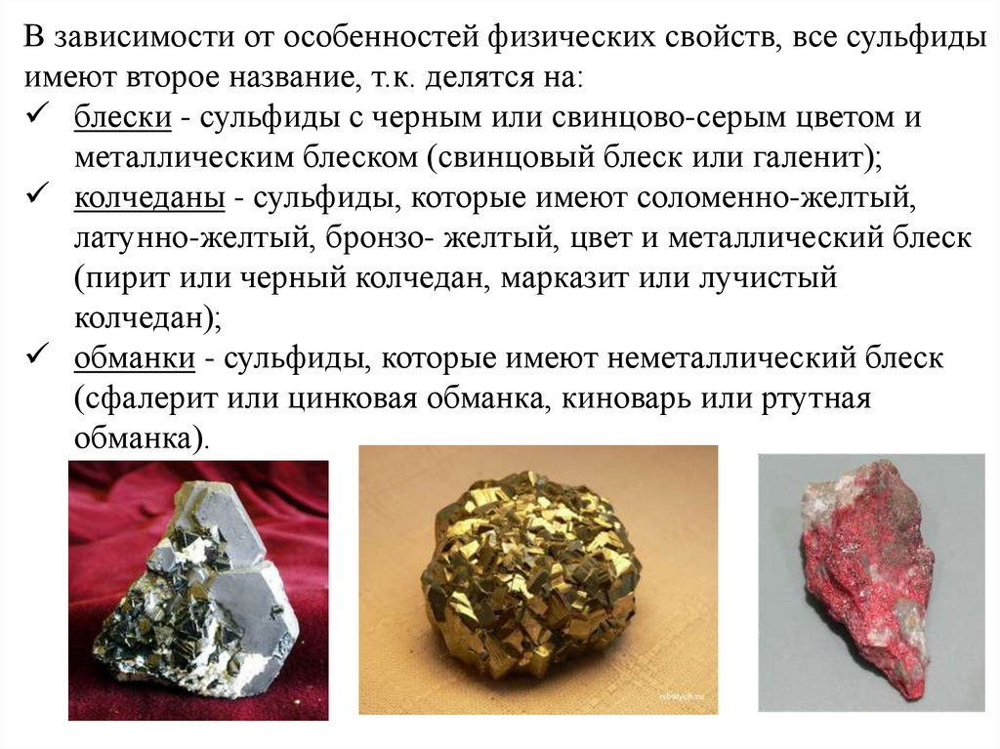 В зависимости от особенностей физических свойств, все сульфиды
имеют второе название, т.к. делятся на:
✓ блески - сульфиды с черным или свинцово-серым цветом и
металлическим блеском (свинцовый блеск или галенит);
✓ колчеданы - сульфиды, которые имеют соломенно-желтый,
латунно-желтый, бронзо- желтый, цвет и металлический блеск
(пирит или черный колчедан, марказит или лучистый
колчедан);
✓ обманки - сульфиды, которые имеют неметаллический блеск
(сфалерит или цинковая обманка, киноварь или ртутная
обманка).